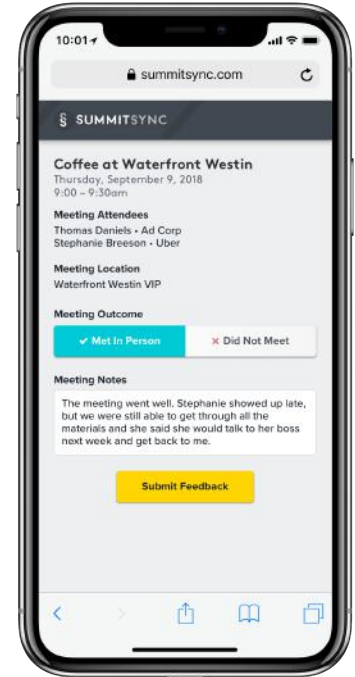 10:01
summitsync.com
SUMMITSYNC
Coffee at Waterfront Westin
Thursday, September 9, 2018
9:00 – 9:30am
Meeting Attendees
Thomas Daniels • Ad Corp
Stephanie Breeson • Uber
Meeting Location
Waterfront Westin VIP
Meeting Outcome
✓ Met In Person
× Did Not Meet
Meeting Notes
The meeting went well. Stephanie showed up late,
but we were still able to get through all the
materials and she said she would talk to her boss
next week and get back to me.
Submit Feedback